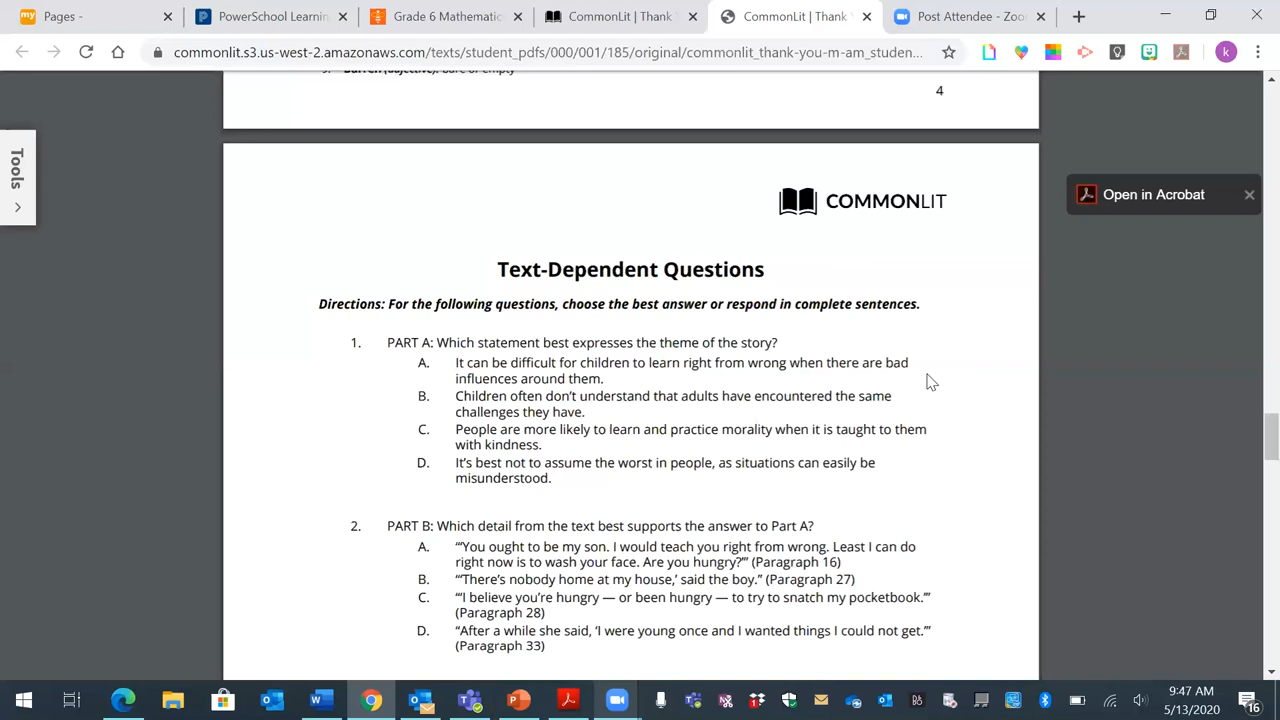 Pages -
PowerSchool Learnin
Grade 6 Mathematic
CommonLit | Thank
CommonLit | Thank
Post Attendee - Zoo
commonlit.s3.us-west-2.amazonaws.com/texts/student_pdfs/000/001/185/original/commonlit_thank-you-m-am_studen...
k
9. Barren (adjective): bare or empty
4
Tools
COMMONLIT
Open in Acrobat
Text-Dependent Questions
Directions: For the following questions, choose the best answer or respond in complete sentences.
1. PART A: Which statement best expresses the theme of the story?
A. It can be difficult for children to learn right from wrong when there are bad
influences around them.
B. Children often don't understand that adults have encountered the same
challenges they have.
C. People are more likely to learn and practice morality when it is taught to them
with kindness.
D. It's best not to assume the worst in people, as situations can easily be
misunderstood.
2. PART B: Which detail from the text best supports the answer to Part A?
A. "'You ought to be my son. I would teach you right from wrong. Least I can do
right now is to wash your face. Are you hungry?'" (Paragraph 16)
B. "'There's nobody home at my house,' said the boy." (Paragraph 27)
C. "'I believe you're hungry — or been hungry — to try to snatch my pocketbook.'"
(Paragraph 28)
D. "After a while she said, 'I were young once and I wanted things I could not get.'"
(Paragraph 33)
9:47 AM
5/13/2020
16